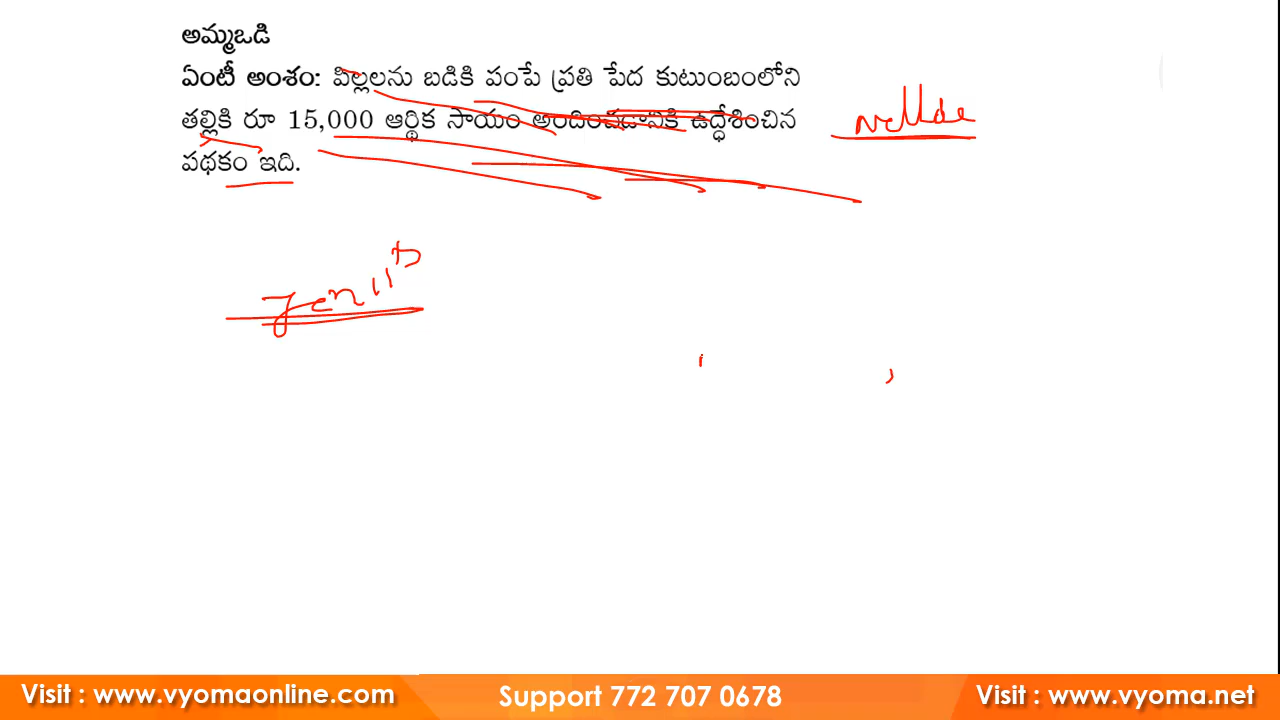 అమ్మఒడి
ఏంటీ అంశం: పిల్లలను బడికి పంపే ప్రతి పేద కుటుంబంలోని
తల్లికి రూ 15,000 ఆర్థిక సాయం అందించడానికి ఉద్ధేశించిన
పథకం ఇది.
Visit : www.vyomaonline.com
Support 772 707 0678
Visit : www.vyoma.net